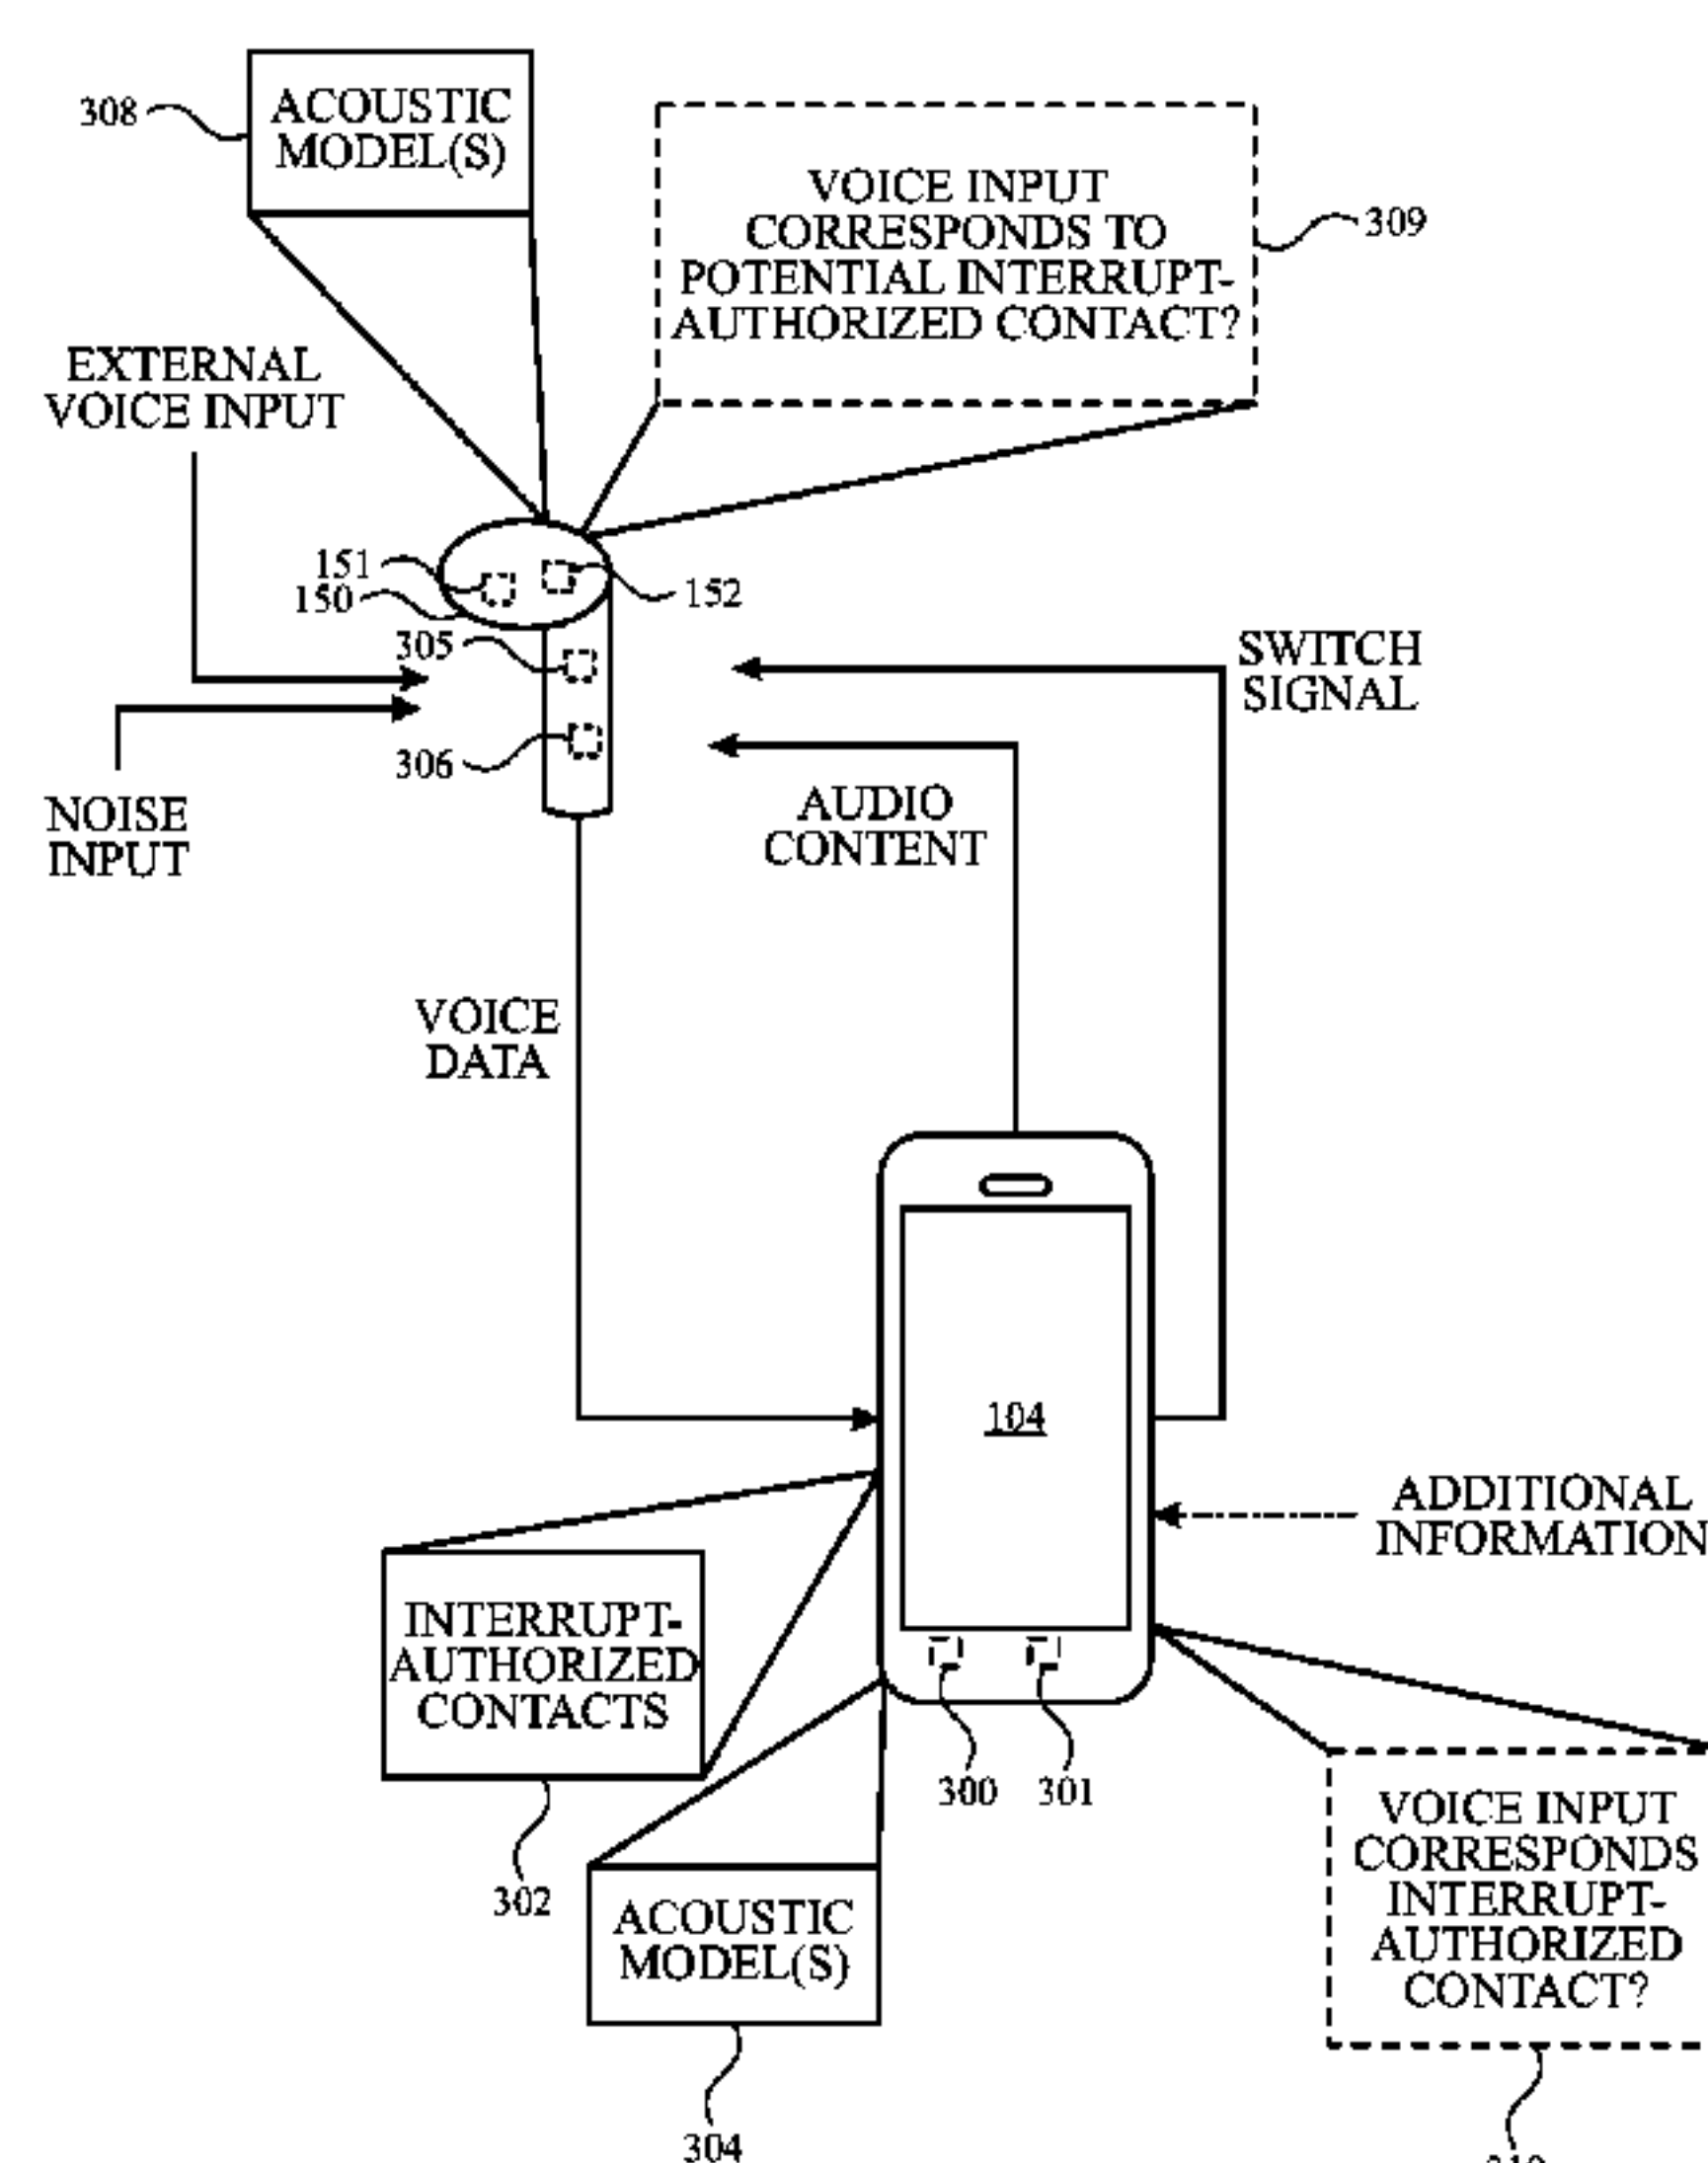 308
ACOUSTIC
MODEL(S)
VOICE INPUT
CORRESPONDS TO
POTENTIAL INTERRUPT-
AUTHORIZED CONTACT?
309
EXTERNAL
VOICE INPUT
151
150
152
305
306
NOISE
INPUT
SWITCH
SIGNAL
AUDIO
CONTENT
VOICE
DATA
104
ADDITIONAL
INFORMATION
INTERRUPT-
AUTHORIZED
CONTACTS
302
300
301
ACOUSTIC
MODEL(S)
304
VOICE INPUT
CORRESPONDS
INTERRUPT-
AUTHORIZED
CONTACT?